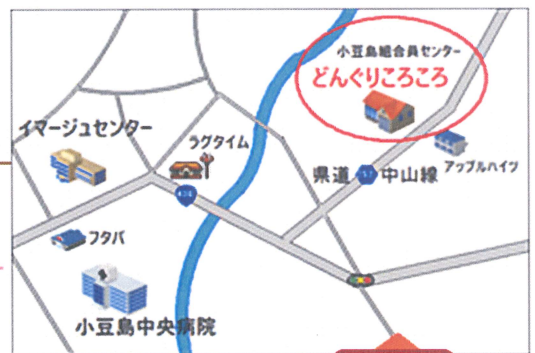 小豆島組合員センター
どんぐりころころ
イマージュセンター
ラグタイム
県道
中山線
アップルハイツ
436
フタバ
小豆島中央病院